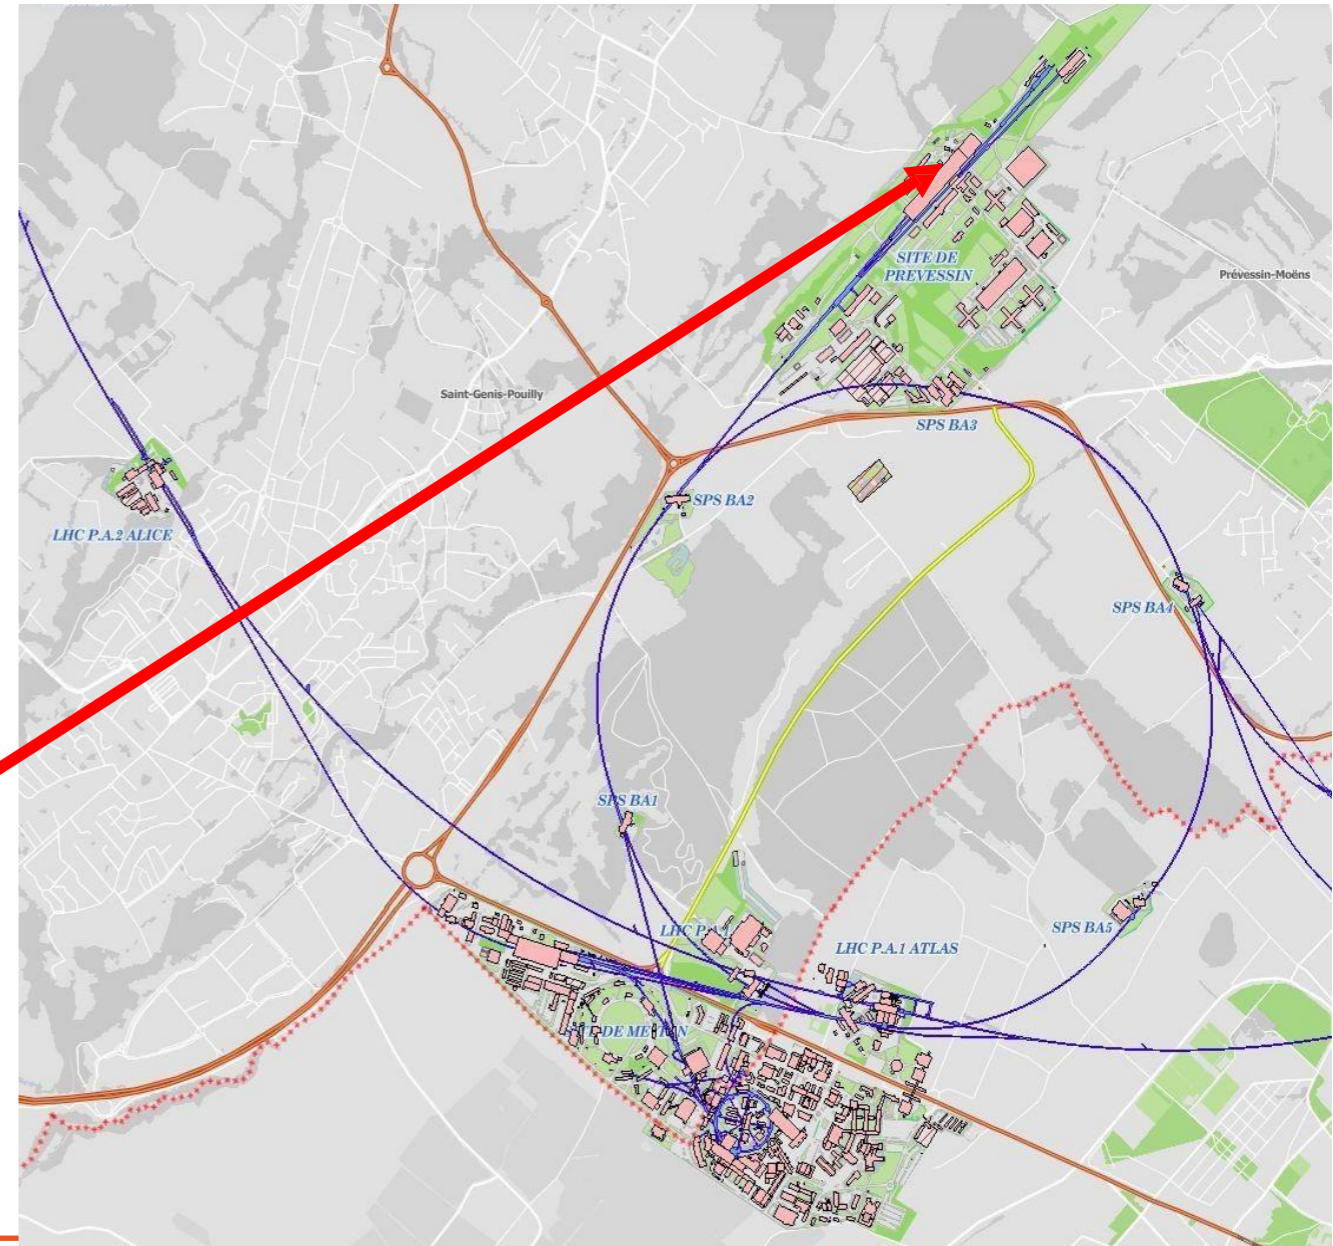 SITE DE
PREVESSIN
Prévessin-Moëns
Saint-Genis-Pouilly
SPS BA3
SPS BA2
LHC P.A.2 ALICE
SPS BA4
SPS BA1
SPS BA5
LHC P.A.1 ATLAS